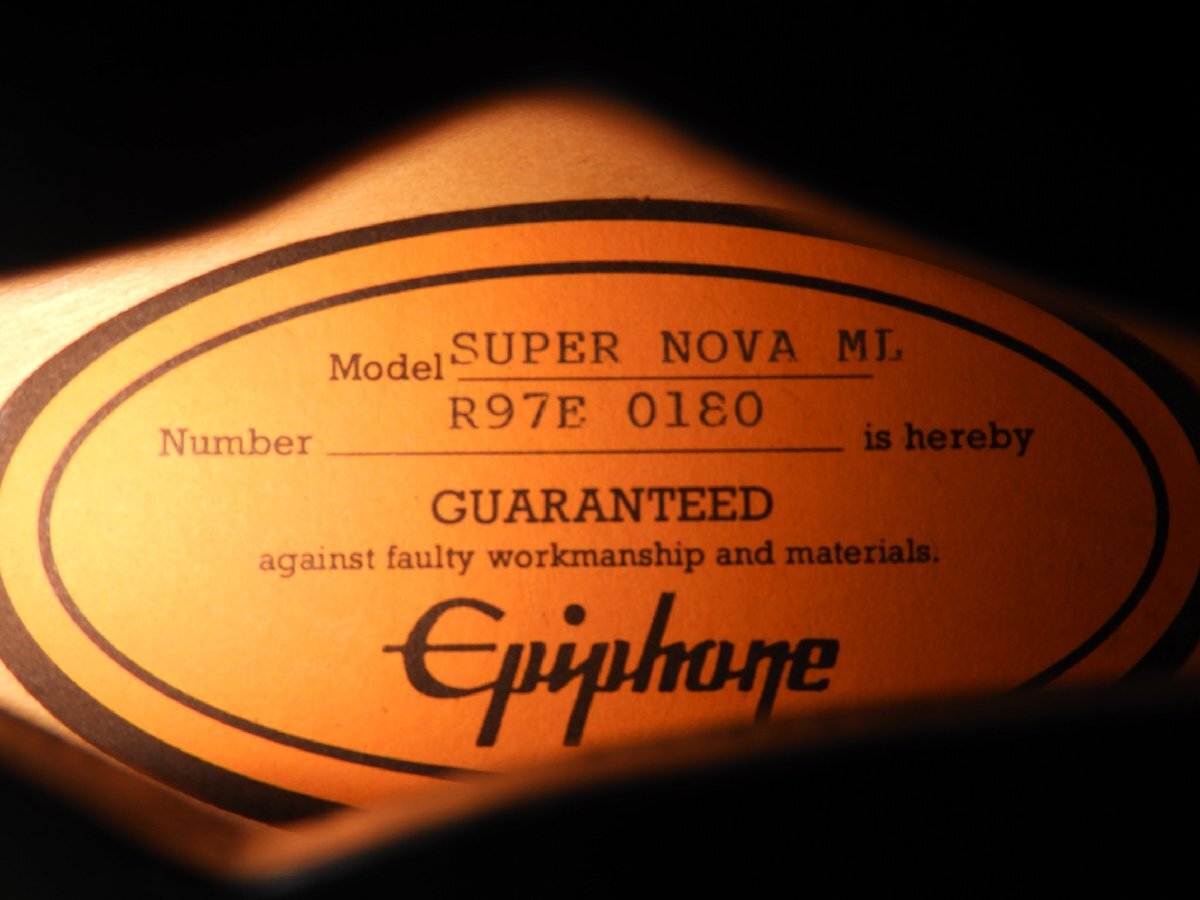 Model SUPER NOVA ML
Number R97E 0180 is hereby
GUARANTEED
against faulty workmanship and materials.
Epiphone